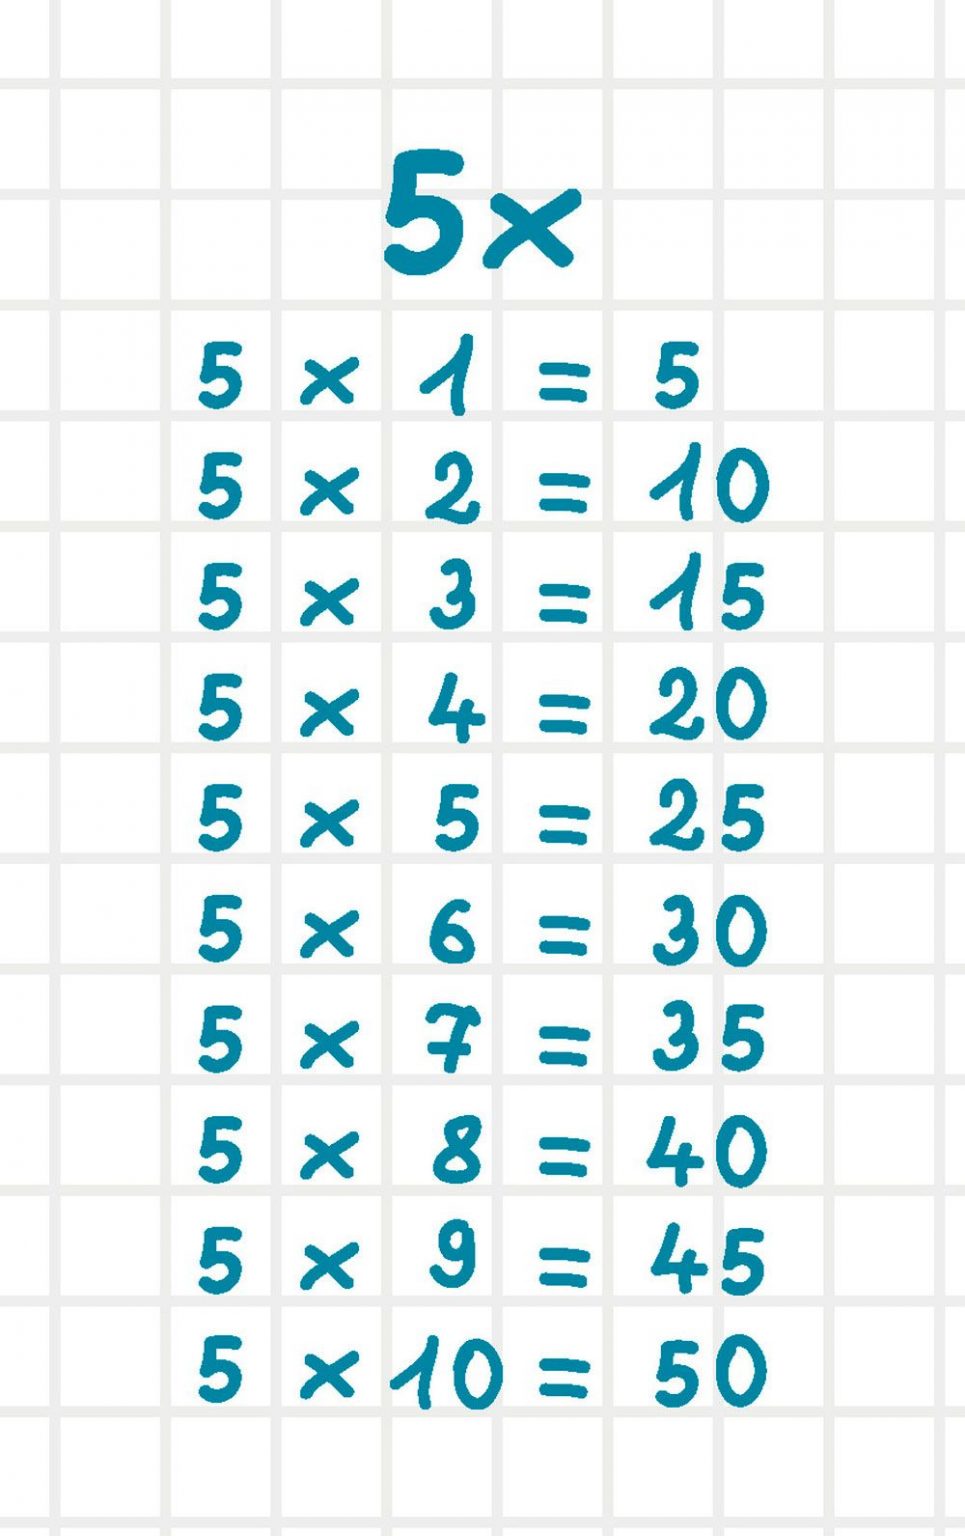 5×
5 × 1 = 5
5 × 2 = 10
5 × 3 = 15
5 × 4 = 20
5 × 5 = 25
5 × 6 = 30
5 × 7 = 35
5 × 8 = 40
5 × 9 = 45
5 × 10 = 50